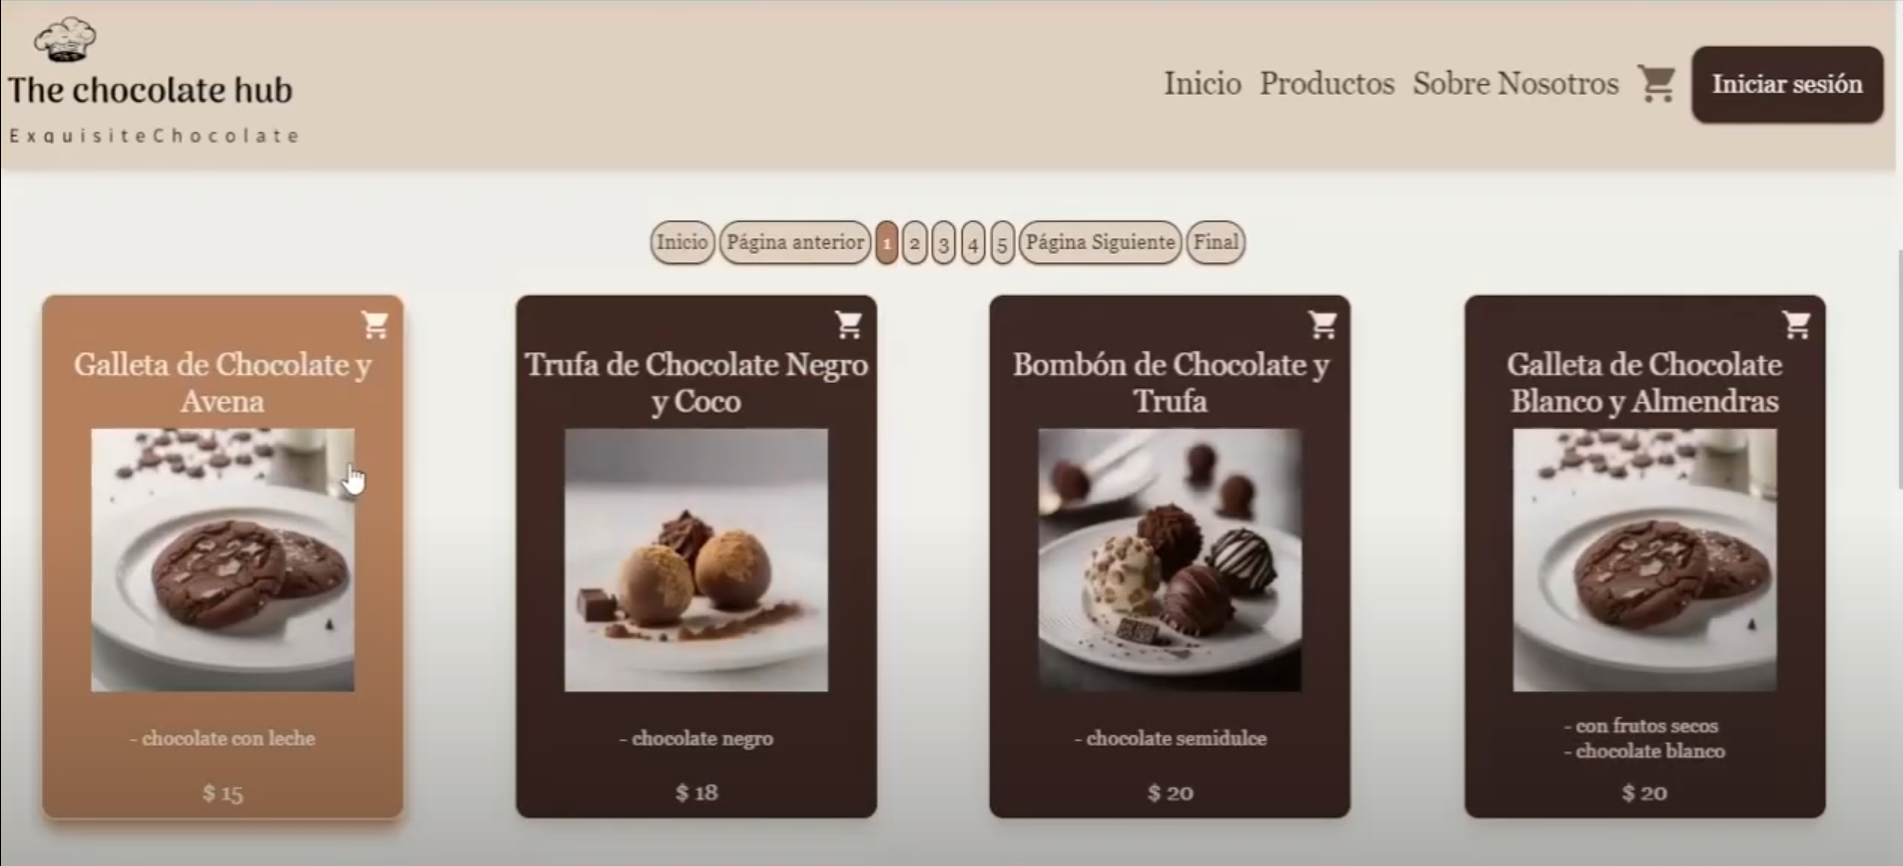 The chocolate hub
ExquisiteChocolate
Inicio Productos Sobre Nosotros Iniciar sesión
Inicio Página anterior 1 2 3 4 5 Página Siguiente Final
Galleta de Chocolate y
Avena
- chocolate con leche
$ 15
Trufa de Chocolate Negro
y Coco
- chocolate negro
$ 18
Bombón de Chocolate y
Trufa
- chocolate semidulce
$ 20
Galleta de Chocolate
Blanco y Almendras
- con frutos secos
- chocolate blanco
$ 20